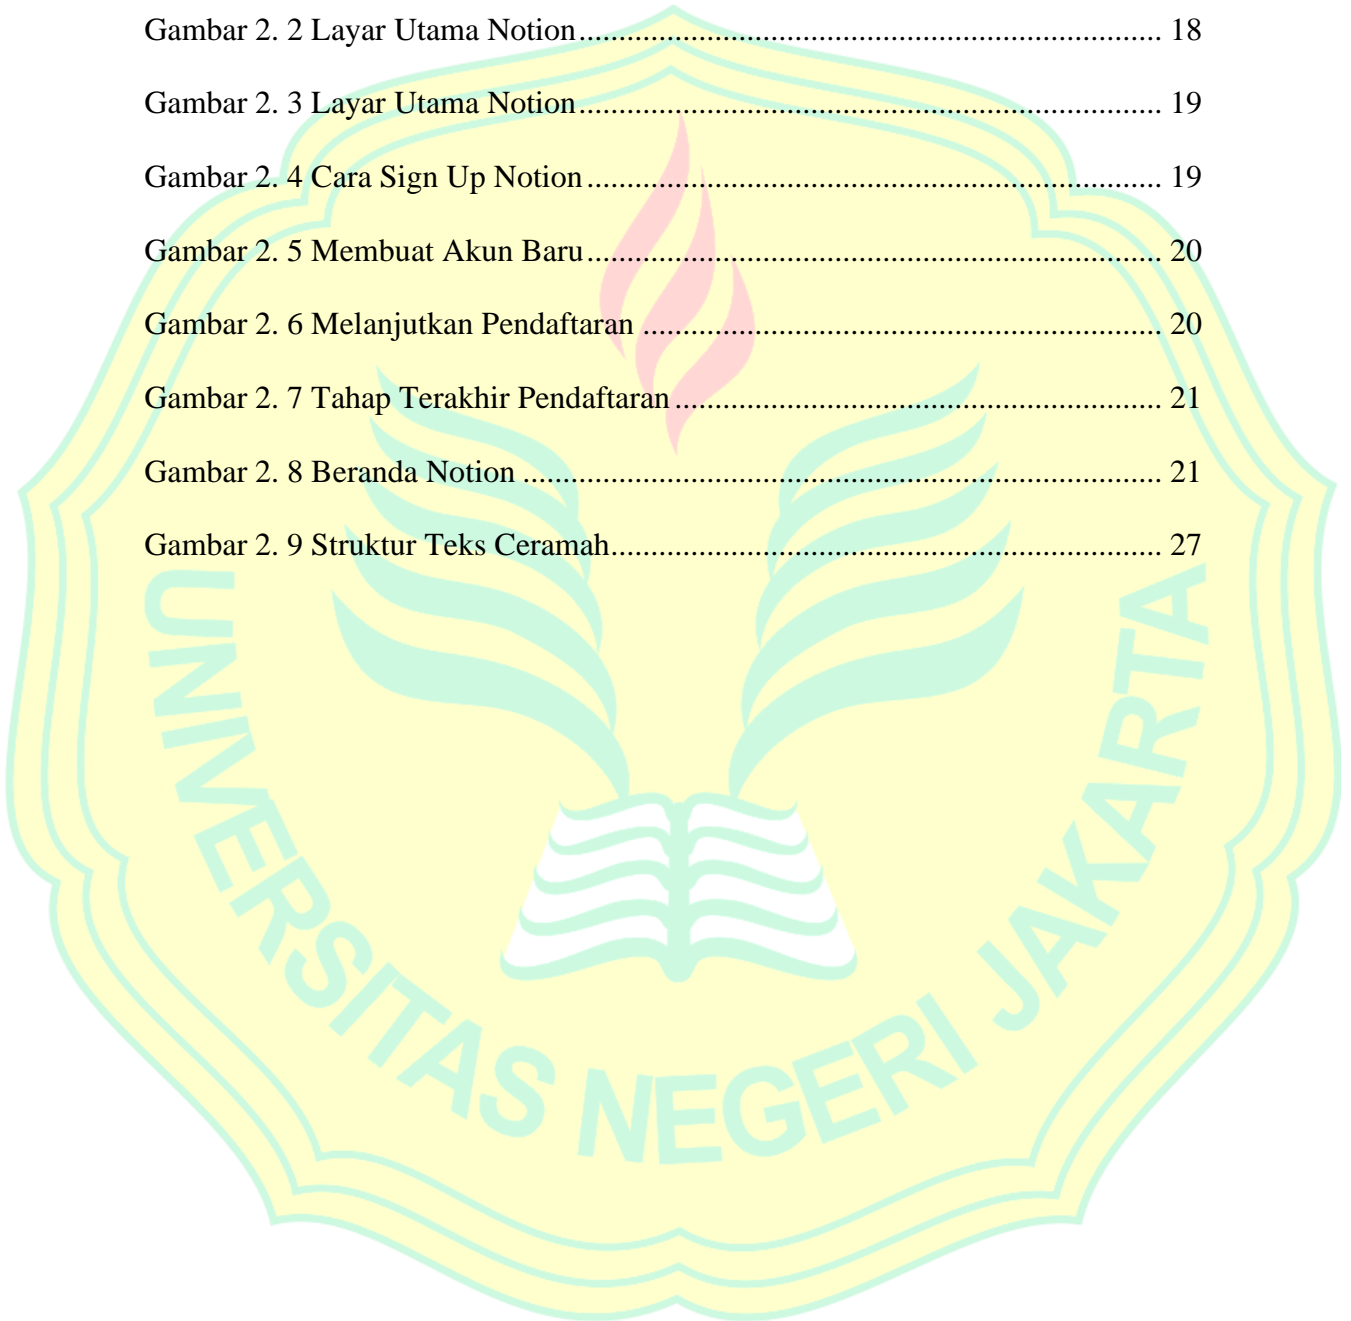 Gambar 2. 2 Layar Utama Notion........................................................................ 18
Gambar 2. 3 Layar Utama Notion........................................................................ 19
Gambar 2. 4 Cara Sign Up Notion....................................................................... 19
Gambar 2. 5 Membuat Akun Baru....................................................................... 20
Gambar 2. 6 Melanjutkan Pendaftaran ................................................................ 20
Gambar 2. 7 Tahap Terakhir Pendaftaran ............................................................ 21
Gambar 2. 8 Beranda Notion ............................................................................... 21
Gambar 2. 9 Struktur Teks Ceramah.................................................................... 27
UNIVERSITAS NEGERI JAKARTA